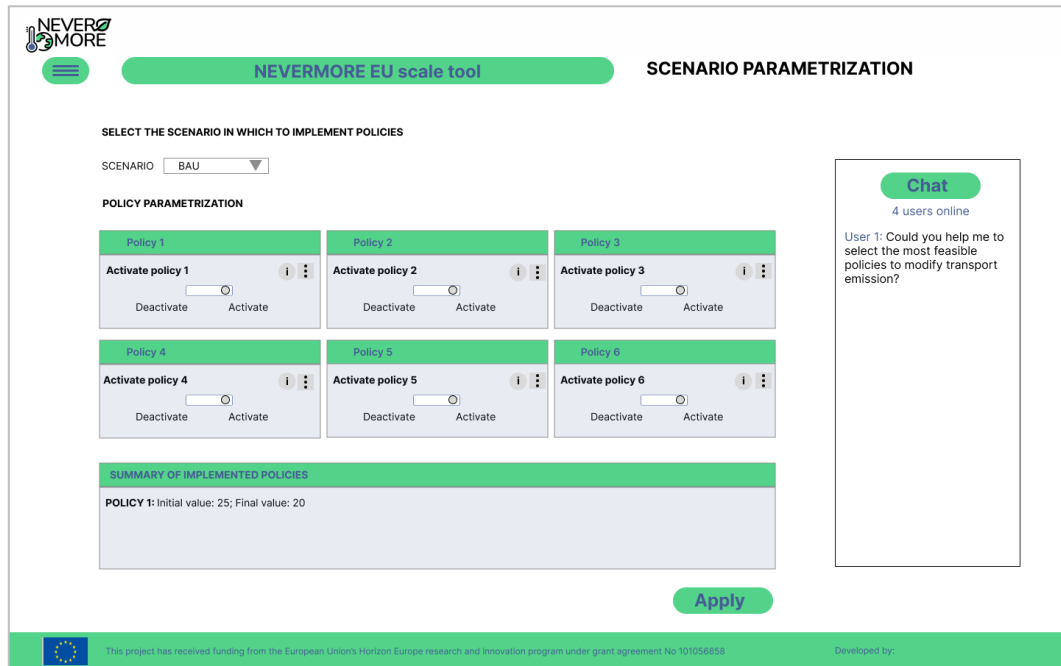 NEVER
MORE
NEVERMORE EU scale tool
SCENARIO PARAMETRIZATION
SELECT THE SCENARIO IN WHICH TO IMPLEMENT POLICIES
SCENARIO BAU
POLICY PARAMETRIZATION
Policy 1 Policy 2 Policy 3
Activate policy 1 i Activate policy 2 i Activate policy 3 i
Deactivate Activate Deactivate Activate Deactivate Activate
Policy 4 Policy 5 Policy 6
Activate policy 4 i Activate policy 5 i Activate policy 6 i
Deactivate Activate Deactivate Activate Deactivate Activate
SUMMARY OF IMPLEMENTED POLICIES
POLICY 1: Initial value: 25; Final value: 20
Chat
4 users online
User 1: Could you help me to
select the most feasible
policies to modify transport
emission?
Apply
This project has received funding from the European Union's Horizon Europe research and innovation program under grant agreement No 101056858
Developed by: